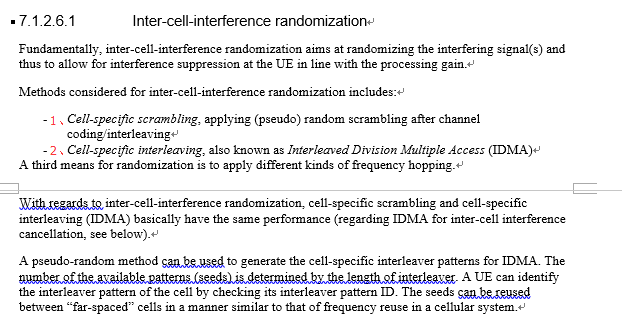 7.1.2.6.1 Inter-cell-interference randomization
Fundamentally, inter-cell-interference randomization aims at randomizing the interfering signal(s) and
thus to allow for interference suppression at the UE in line with the processing gain.
Methods considered for inter-cell-interference randomization includes:
-1、Cell-specific scrambling, applying (pseudo) random scrambling after channel
coding/interleaving
-2、Cell-specific interleaving, also known as Interleaved Division Multiple Access (IDMA)
A third means for randomization is to apply different kinds of frequency hopping.
With regards to inter-cell-interference randomization, cell-specific scrambling and cell-specific
interleaving (IDMA) basically have the same performance (regarding IDMA for inter-cell interference
cancellation, see below).
A pseudo-random method can be used to generate the cell-specific interleaver patterns for IDMA. The
number of the available patterns (seeds) is determined by the length of interleaver. A UE can identify
the interleaver pattern of the cell by checking its interleaver pattern ID. The seeds can be reused
between “far-spaced” cells in a manner similar to that of frequency reuse in a cellular system.